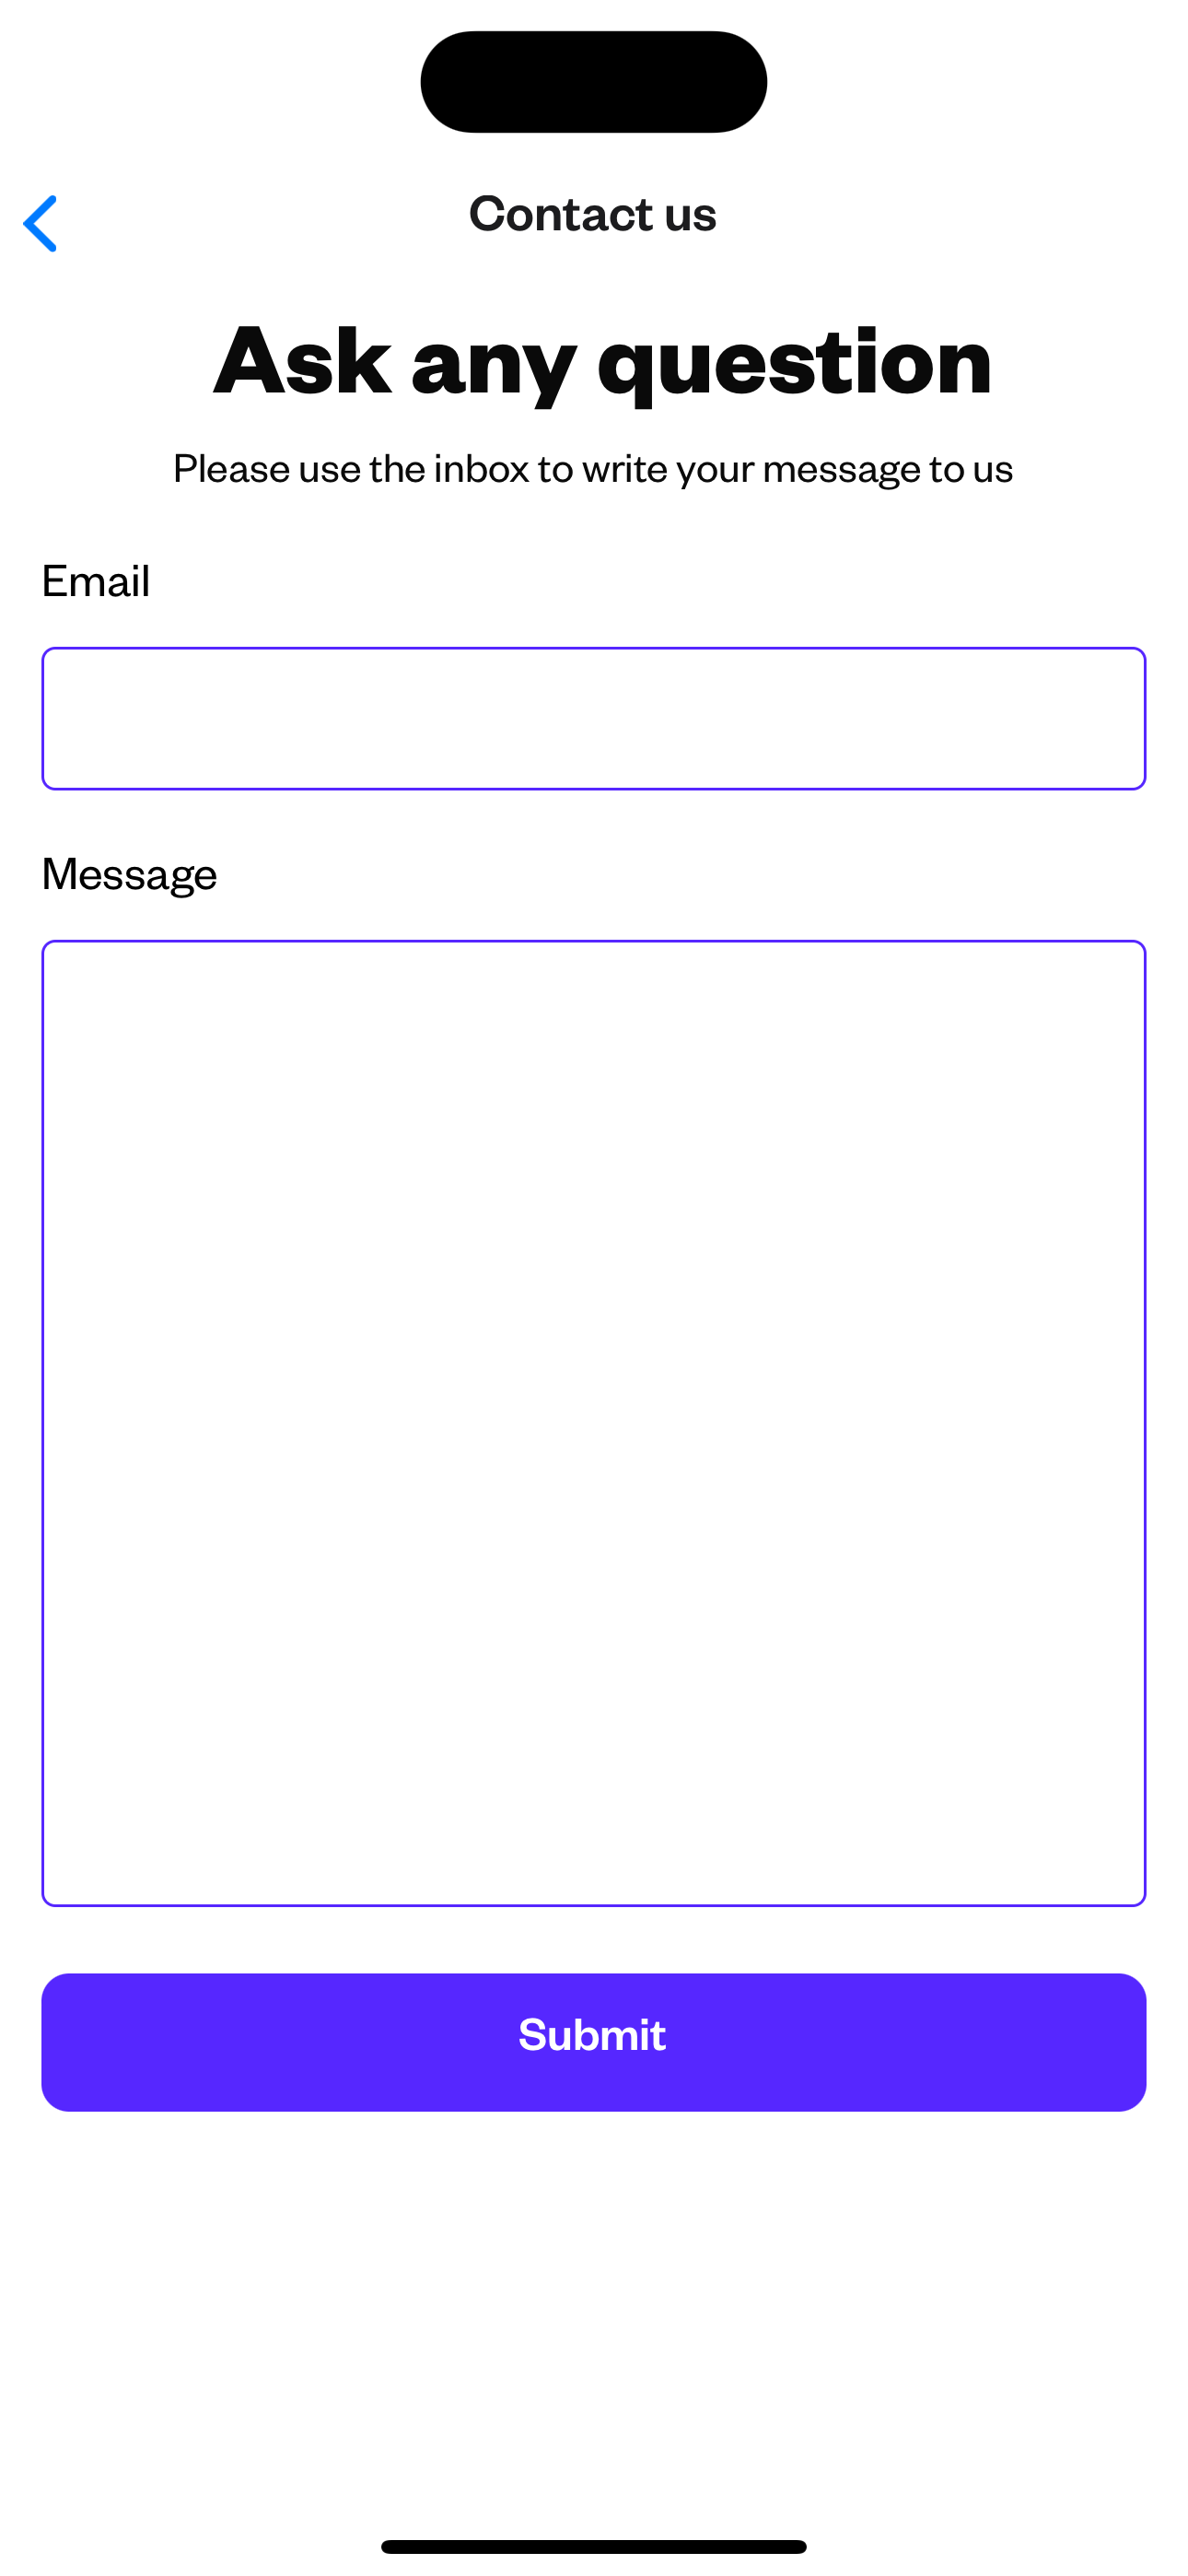 Contact us
Ask any question
Please use the inbox to write your message to us
Email
Message
Submit